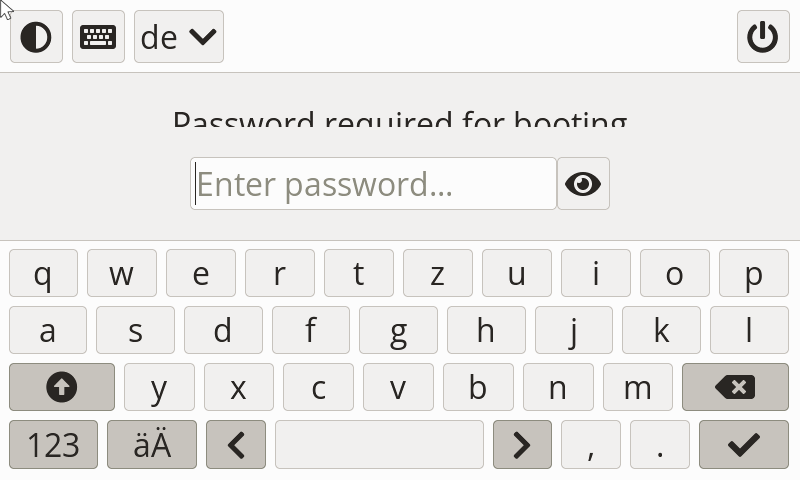 de
Password required for booting
Enter password...
q w e r t z u i o p
a s d f g h j k l
y x c v b n m
123 äÄ , .